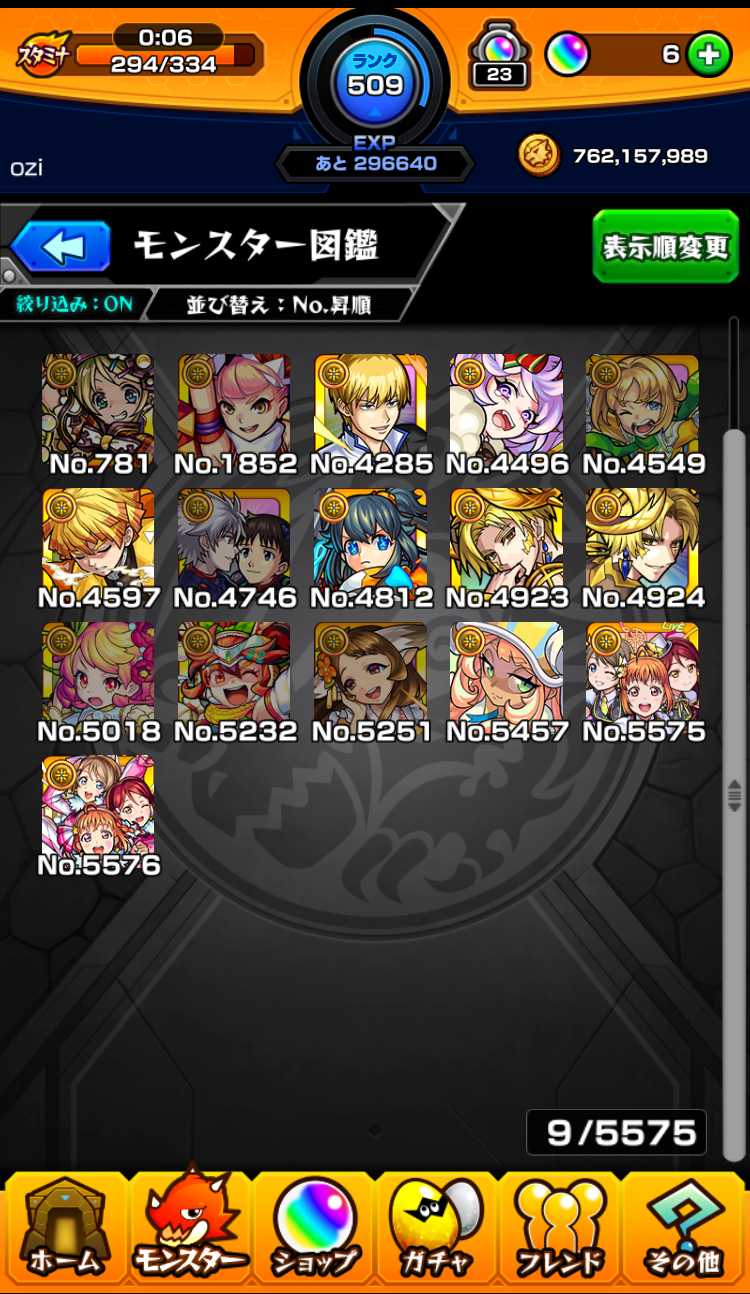 スタミナ
0:06
294/334
ランク
509
23
6
EXP
あと 296640
ozi
762,157,989
モンスター図鑑
表示順変更
絞り込み：ON
並び替え：No.昇順
No.781
No.1852
No.4285
No.4496
No.4549
No.4597
No.4746
No.4812
No.4923
No.4924
LIVE
No.5018
No.5232
No.5251
No.5457
No.5575
No.5576
9/5575
ホーム
モンスター
ショップ
ガチャ
フレンド
その他